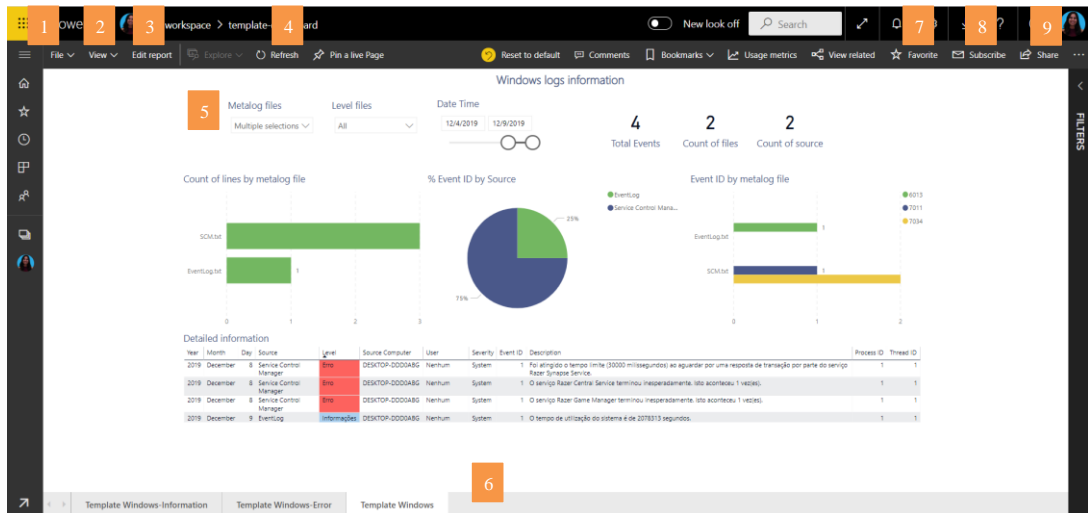 1 2 3 workspace > template- 4 ard New look off Search 7 8 ? 9
File View Edit report Explore Refresh Pin a live Page Reset to default Comments Bookmarks Usage metrics View related Favorite Subscribe Share ...
Windows logs information
5 Metalog files Level files Date Time
Multiple selections All 12/4/2019 12/9/2019
4 2 2
Total Events Count of files Count of source
FILTERS
Count of lines by metalog file
SCM.txt
EventLog.txt 1
0 1 2 3
% Event ID by Source
EventLog
Service Control Mana...
25%
75%
Event ID by metalog file
6013
7011
7034
EventLog.txt 1
SCM.txt 1
0 1 2
Detailed information
Year Month Day Source Level Source Computer User Severity Event ID Description Process ID Thread ID
2019 December 8 Service Control Manager Erro DESKTOP-DDD0ABG Nenhum System 1 Foi atingido o tempo limite (30000 milissegundos) ao aguardar por uma resposta de transação por parte do serviço Razer Synapse Service. 1 1
2019 December 8 Service Control Manager Erro DESKTOP-DDD0ABG Nenhum System 1 O serviço Razer Central Service terminou inesperadamente. Isto aconteceu 1 vez(es). 1 1
2019 December 8 Service Control Manager Erro DESKTOP-DDD0ABG Nenhum System 1 O serviço Razer Game Manager terminou inesperadamente. Isto aconteceu 1 vez(es). 1 1
2019 December 9 EventLog Informações DESKTOP-DDD0ABG Nenhum System 1 O tempo de utilização do sistema é de 2078313 segundos. 1 1
6
Template Windows-Information Template Windows-Error Template Windows